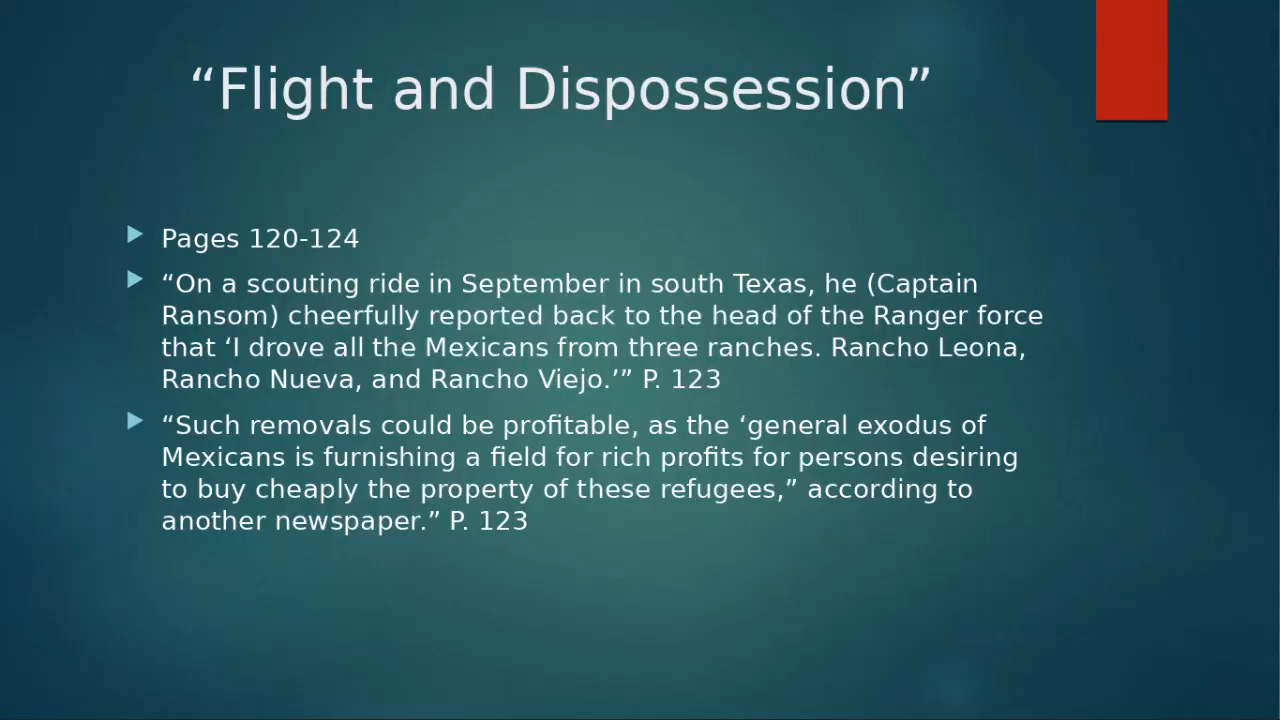 “Flight and Dispossession”
Pages 120-124
“On a scouting ride in September in south Texas, he (Captain
Ransom) cheerfully reported back to the head of the Ranger force
that ‘I drove all the Mexicans from three ranches. Rancho Leona,
Rancho Nueva, and Rancho Viejo.’” P. 123
“Such removals could be profitable, as the ‘general exodus of
Mexicans is furnishing a field for rich profits for persons desiring
to buy cheaply the property of these refugees,” according to
another newspaper.” P. 123